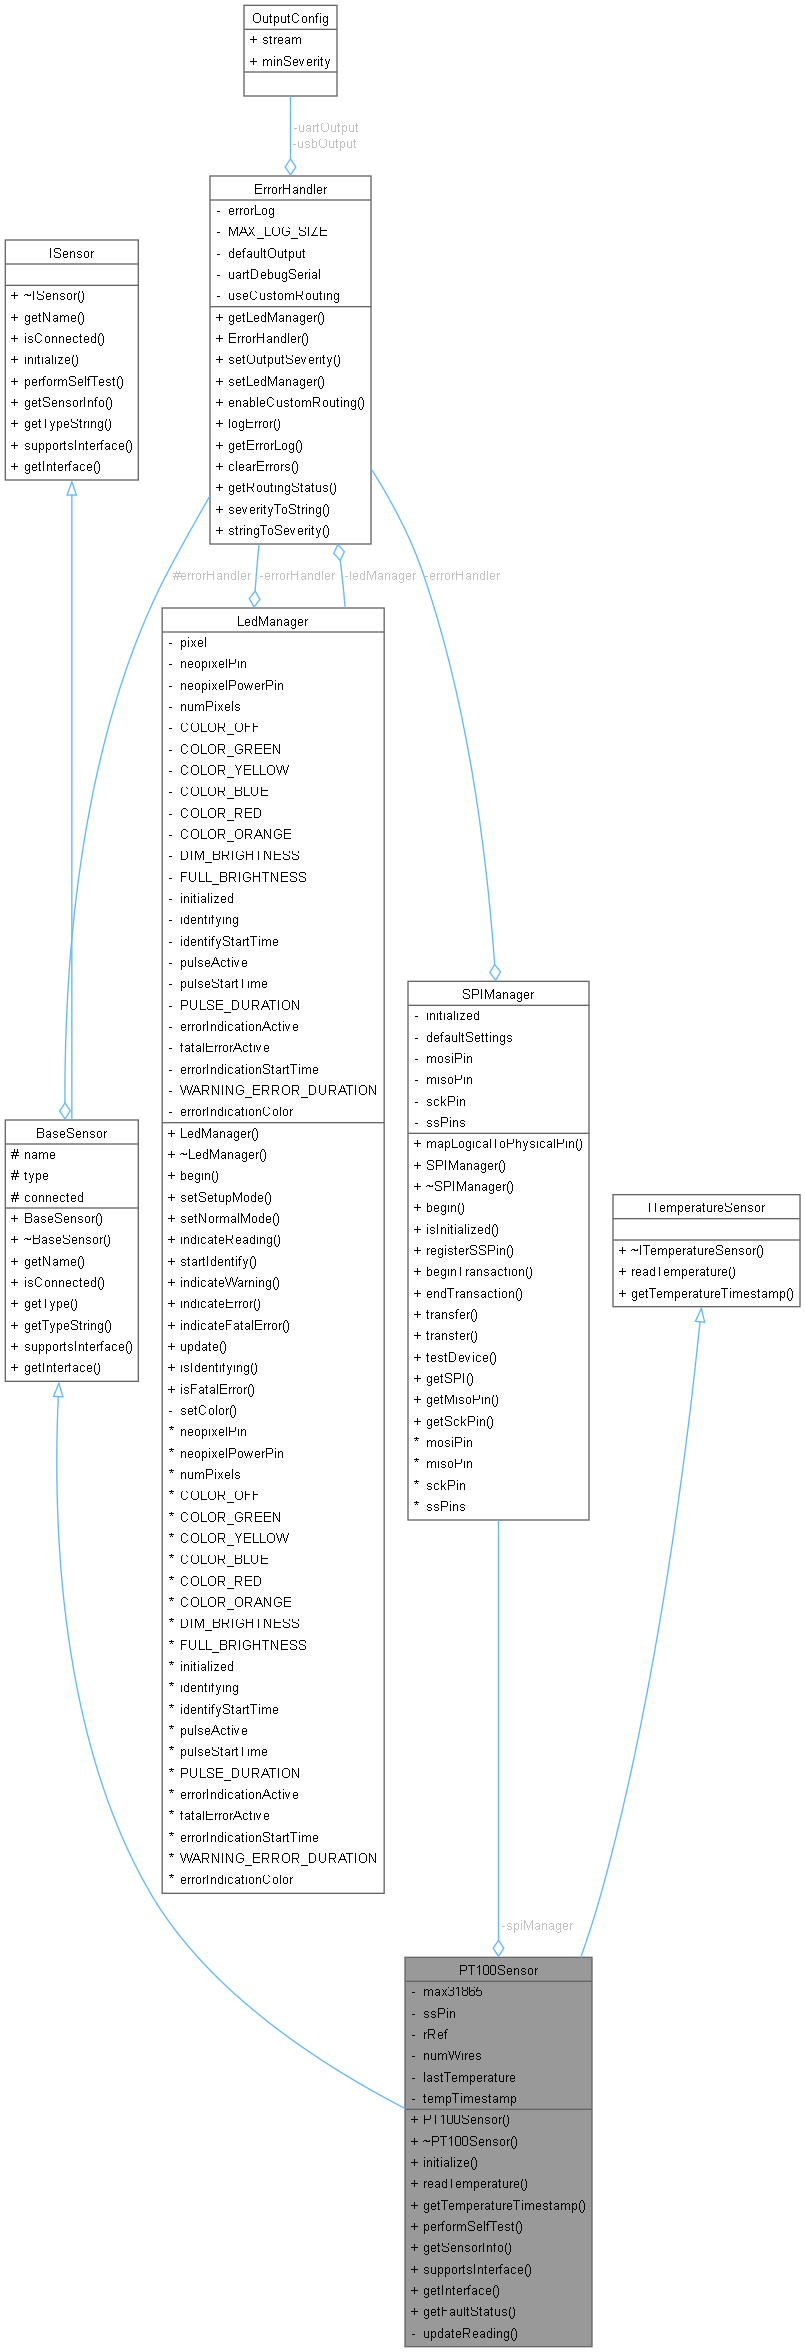 OutputConfig
+ stream
+ minSeverity
-uartOutput
-usbOutput
ErrorHandler
- errorLog
- MAX_LOG_SIZE
- defaultOutput
- uartDebugSerial
- useCustomRouting
+ getLedManager()
+ ErrorHandler()
+ setOutputSeverity()
+ setLedManager()
+ enableCustomRouting()
+ logError()
+ getErrorLog()
+ clearErrors()
+ getRoutingStatus()
+ severityToString()
+ stringToSeverity()
ISensor
+ ~ISensor()
+ getName()
+ isConnected()
+ initialize()
+ performSelfTest()
+ getSensorInfo()
+ getTypeString()
+ supportsInterface()
+ getInterface()
#errorHandler
-errorHandler
-ledManager
-errorHandler
LedManager
- pixel
- neopixelPin
- neopixelPowerPin
- numPixels
- COLOR_OFF
- COLOR_GREEN
- COLOR_YELLOW
- COLOR_BLUE
- COLOR_RED
- COLOR_ORANGE
- DIM_BRIGHTNESS
- FULL_BRIGHTNESS
- initialized
- identifying
- identifyStartTime
- pulseActive
- pulseStartTime
- PULSE_DURATION
- errorIndicationActive
- fatalErrorActive
- errorIndicationStartTime
- WARNING_ERROR_DURATION
- errorIndicationColor
+ LedManager()
+ ~LedManager()
+ begin()
+ setSetupMode()
+ setNormalMode()
+ indicateReading()
+ startIdentify()
+ indicateWarning()
+ indicateError()
+ indicateFatalError()
+ update()
+ isIdentifying()
+ isFatalError()
- setColor()
* neopixelPin
* neopixelPowerPin
* numPixels
* COLOR_OFF
* COLOR_GREEN
* COLOR_YELLOW
* COLOR_BLUE
* COLOR_RED
* COLOR_ORANGE
* DIM_BRIGHTNESS
* FULL_BRIGHTNESS
* initialized
* identifying
* identifyStartTime
* pulseActive
* pulseStartTime
* PULSE_DURATION
* errorIndicationActive
* fatalErrorActive
* errorIndicationStartTime
* WARNING_ERROR_DURATION
* errorIndicationColor
SPIManager
- initialized
- defaultSettings
- mosiPin
- misoPin
- sckPin
- ssPins
+ mapLogicalToPhysicalPin()
+ SPIManager()
+ ~SPIManager()
+ begin()
+ isInitialized()
+ registerSSPin()
+ beginTransaction()
+ endTransaction()
+ transfer()
+ transfer()
+ testDevice()
+ getSPI()
+ getMisoPin()
+ getSckPin()
* mosiPin
* misoPin
* sckPin
* ssPins
BaseSensor
# name
# type
# connected
+ BaseSensor()
+ ~BaseSensor()
+ getName()
+ isConnected()
+ getType()
+ getTypeString()
+ supportsInterface()
+ getInterface()
ITemperatureSensor
+ ~ITemperatureSensor()
+ readTemperature()
+ getTemperatureTimestamp()
-spiManager
PT100Sensor
- max31865
- ssPin
- rRef
- numWires
- lastTemperature
- tempTimestamp
+ PT100Sensor()
+ ~PT100Sensor()
+ initialize()
+ readTemperature()
+ getTemperatureTimestamp()
+ performSelfTest()
+ getSensorInfo()
+ supportsInterface()
+ getInterface()
+ getFaultStatus()
- updateReading()